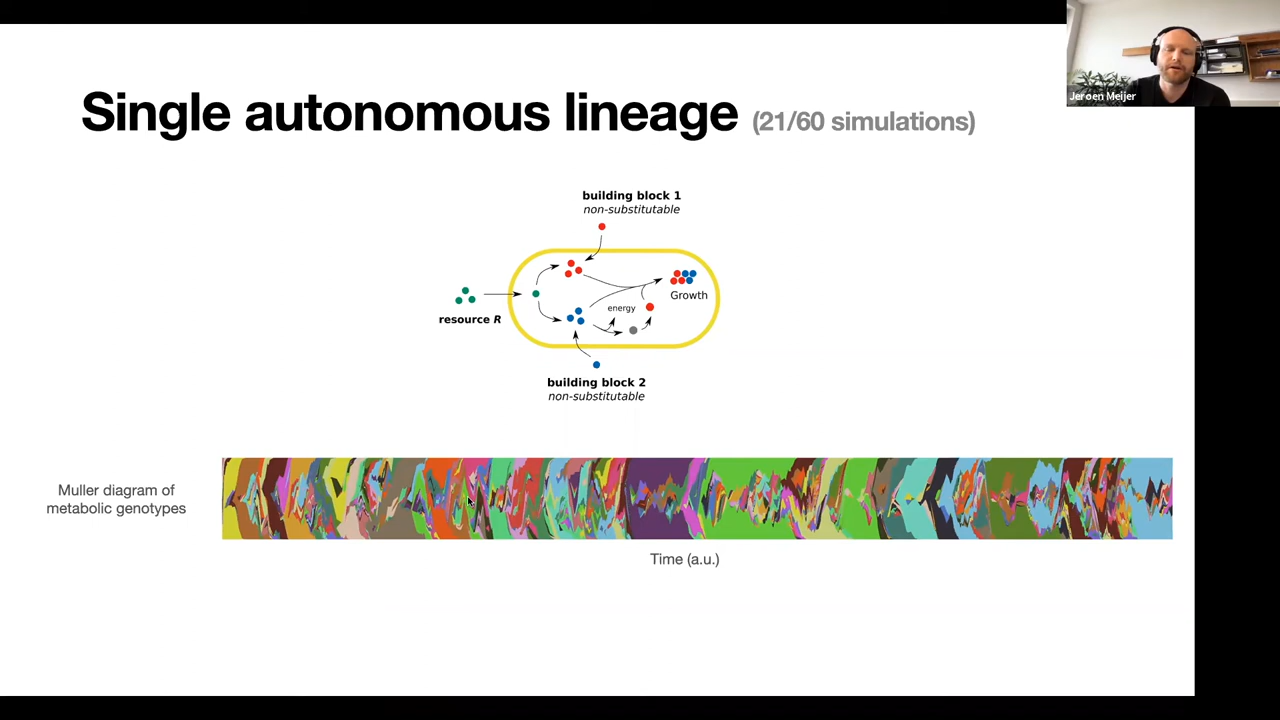 Jeroen Meijer
Single autonomous lineage (21/60 simulations)
building block 1
non-substitutable
resource R
energy
Growth
building block 2
non-substitutable
Muller diagram of
metabolic genotypes
Time (a.u.)